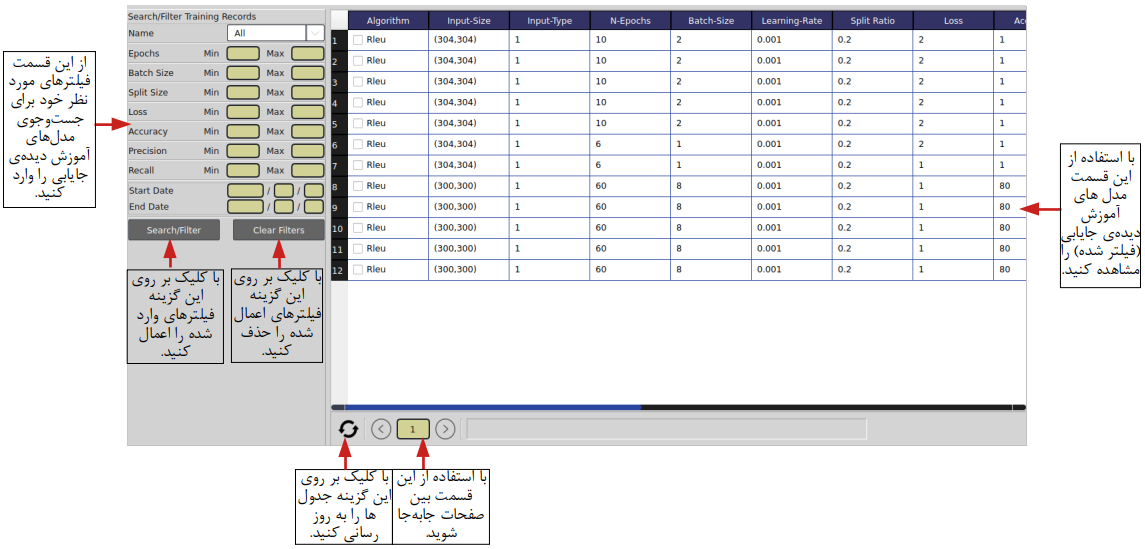 Search/Filter Training Records
Name All
Epochs Min Max
Batch Size Min Max
Split Size Min Max
Loss Min Max
Accuracy Min Max
Precision Min Max
Recall Min Max
Start Date / /
End Date / /
Search/Filter Clear Filters
Algorithm Input-Size Input-Type N-Epochs Batch-Size Learning-Rate Split Ratio Loss Acc
1 Rleu (304,304) 1 10 2 0.001 0.2 2 1
2 Rleu (304,304) 1 10 2 0.001 0.2 2 1
3 Rleu (304,304) 1 10 2 0.001 0.2 2 1
4 Rleu (304,304) 1 10 2 0.001 0.2 2 1
5 Rleu (304,304) 1 10 2 0.001 0.2 2 1
6 Rleu (304,304) 1 6 1 0.001 0.2 2 1
7 Rleu (304,304) 1 6 1 0.001 0.2 1 1
8 Rleu (300,300) 1 60 8 0.001 0.2 1 80
9 Rleu (300,300) 1 60 8 0.001 0.2 1 80
10 Rleu (300,300) 1 60 8 0.001 0.2 1 80
11 Rleu (300,300) 1 60 8 0.001 0.2 1 80
12 Rleu (300,300) 1 60 8 0.001 0.2 1 80
1
از این قسمت
فیلترهای مورد
نظر خود برای
جست‌وجوی
مدل‌های
آموزش دیده‌ی
جایابی را وارد
کنید.
با کلیک بر روی
این گزینه
فیلترهای وارد
شده را اعمال
کنید.
با کلیک بر روی
این گزینه
فیلترهای اعمال
شده را حذف
کنید.
با استفاده از
این قسمت
مدل های
آموزش
دیده‌ی جایابی
(فیلتر شده) را
مشاهده کنید.
با کلیک بر روی
این گزینه جدول
ها را به روز
رسانی کنید.
با استفاده از این
قسمت بین
صفحات جابه‌جا
شوید.